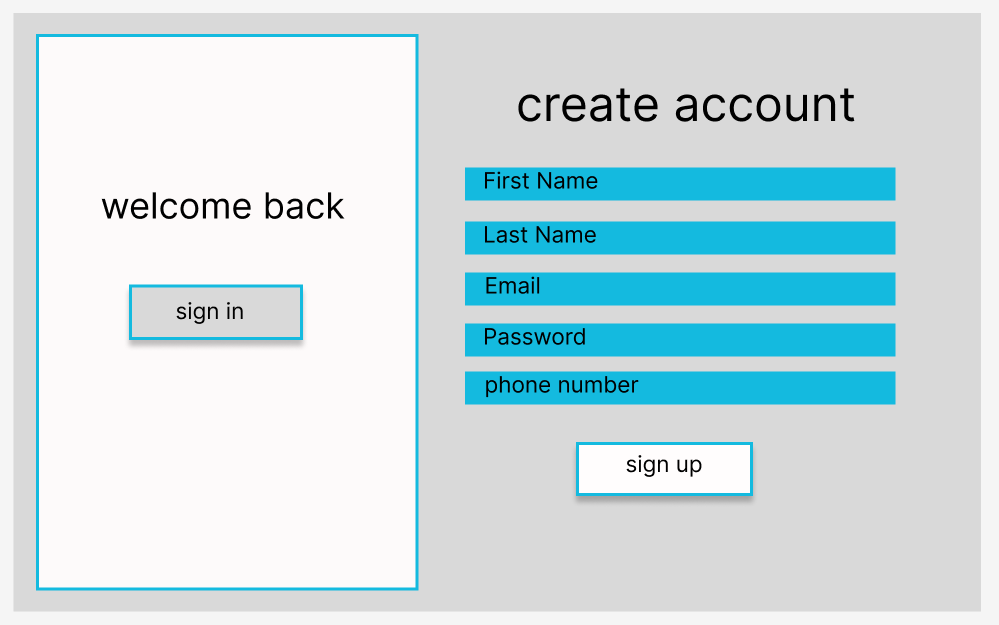 welcome back
sign in
create account
First Name
Last Name
Email
Password
phone number
sign up